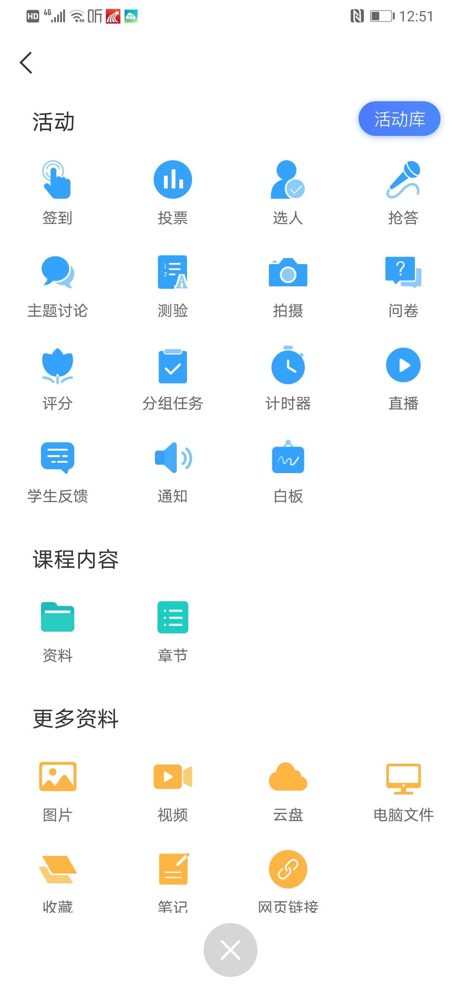 HD 4G 听 12:51
活动 活动库
签到 投票 选人 抢答
主题讨论 测验 拍摄 问卷
评分 分组任务 计时器 直播
学生反馈 通知 白板
课程内容
资料 章节
更多资料
图片 视频 云盘 电脑文件
收藏 笔记 网页链接